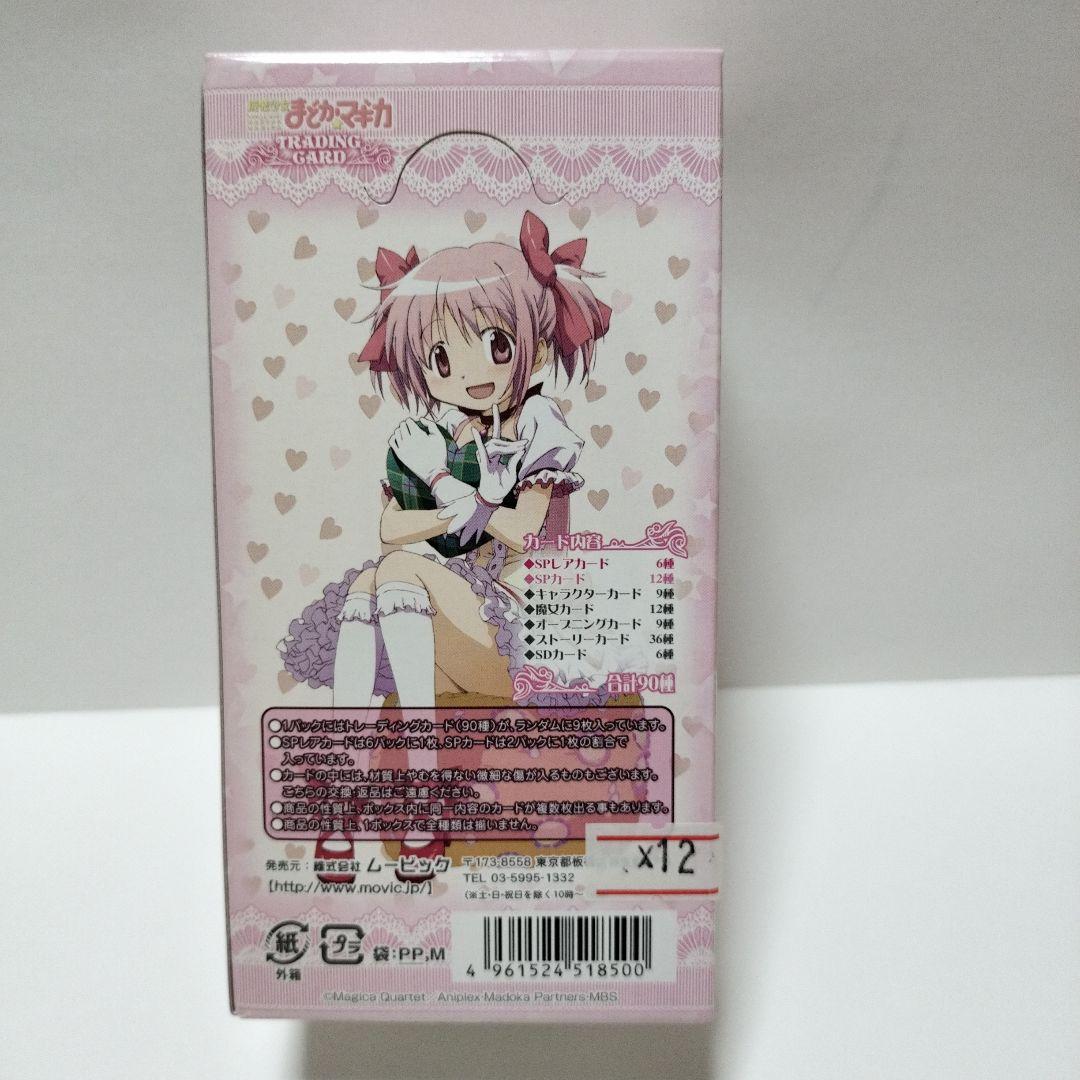 魔法少女
まどか☆マギカ
TRADING
CARD
カード内容
◆SPレアカード 6種
◆SPカード 12種
◆キャラクターカード 9種
◆魔女カード 12種
◆オープニングカード 9種
◆ストーリーカード 36種
◆SDカード 6種
合計90種
●1パックにはトレーディングカード(90種)が、ランダムに9枚入っています。
●SPレアカードは6パックに1枚、SPカードは2パックに1枚の割合で
入っています。
●カードの中には、材質上やむを得ない微細な傷が入るものもございます。
こちらの交換・返品はご遠慮ください。
●商品の性質上、ボックス内に同一内容のカードが複数枚出る事もあります。
●商品の性質上、1ボックスで全種類は揃いません。
発売元:株式会社 ムービック 〒173-8558 東京都板
【http://www.movic.jp/】 TEL 03-5995-1332
(※土・日・祝日を除く10時~
x12
紙
外箱
プラ
袋:PP,M
4 961524 518500
©Magica Quartet/Aniplex・Madoka Partners・MBS